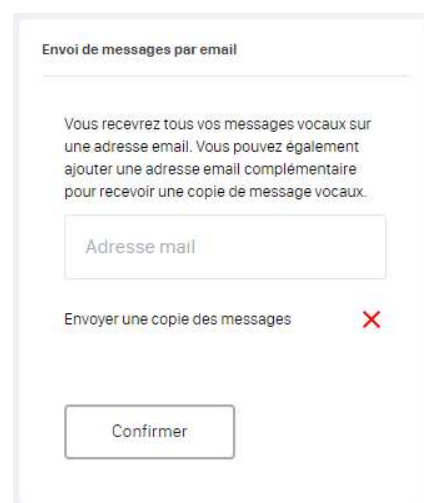 Envoi de messages par email
Vous recevrez tous vos messages vocaux sur
une adresse email. Vous pouvez également
ajouter une adresse email complémentaire
pour recevoir une copie de message vocaux.
Adresse mail
Envoyer une copie des messages
Confirmer